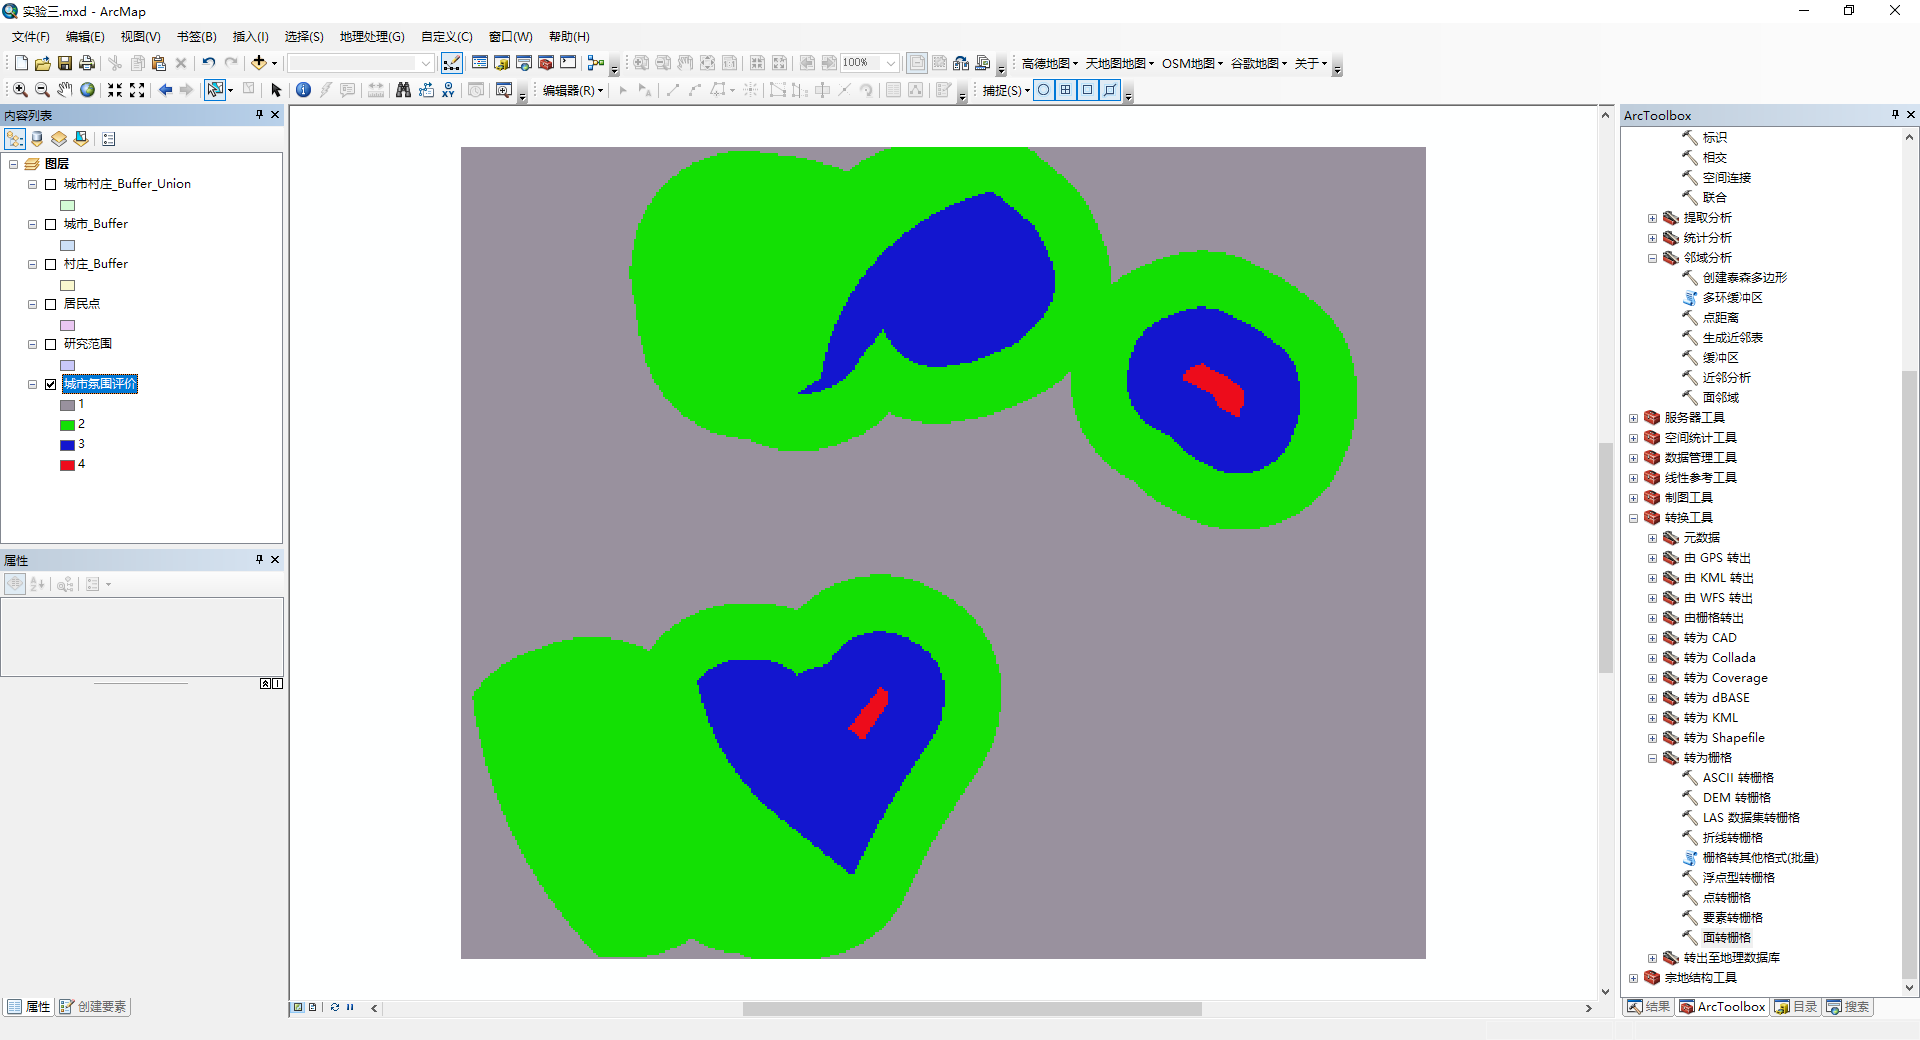 实验三.mxd - ArcMap
文件(F) 编辑(E) 视图(V) 书签(B) 插入(I) 选择(S) 地理处理(G) 自定义(C) 窗口(W) 帮助(H)
100% 高德地图 天地图地图 OSM地图 谷歌地图 关于
编辑器(R) 捕捉(S)
内容列表
图层
城市村庄_Buffer_Union
城市_Buffer
村庄_Buffer
居民点
研究范围
城市氛围评价
1
2
3
4
属性
属性 创建要素
ArcToolbox
标识
相交
空间连接
联合
提取分析
统计分析
邻域分析
创建泰森多边形
多环缓冲区
点距离
生成近邻表
缓冲区
近邻分析
面邻域
服务器工具
空间统计工具
数据管理工具
线性参考工具
制图工具
转换工具
元数据
由 GPS 转出
由 KML 转出
由 WFS 转出
由栅格转出
转为 CAD
转为 Collada
转为 Coverage
转为 dBASE
转为 KML
转为 Shapefile
转为栅格
ASCII 转栅格
DEM 转栅格
LAS 数据集转栅格
折线转栅格
栅格转其他格式(批量)
浮点型转栅格
点转栅格
要素转栅格
面转栅格
转出至地理数据库
宗地结构工具
结果 ArcToolbox 目录 搜索